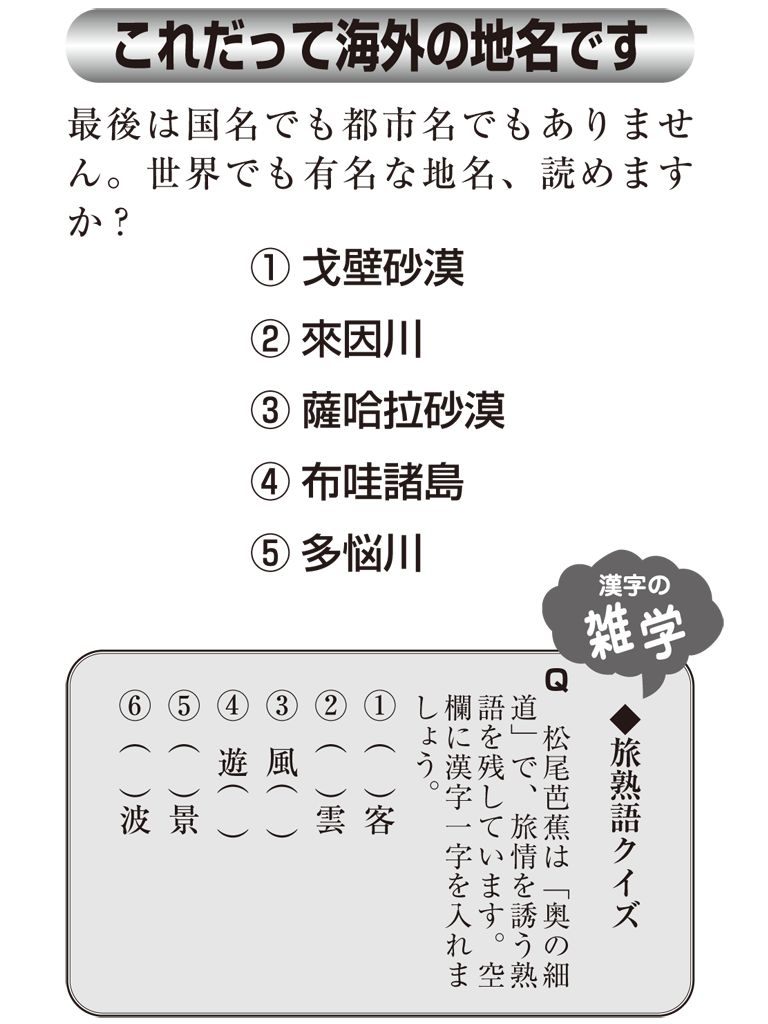 これだって海外の地名です
最後は国名でも都市名でもありませ
ん。世界でも有名な地名、読めます
か？
① 戈壁砂漠
② 來因川
③ 薩哈拉砂漠
④ 布哇諸島
⑤ 多悩川
漢字の
雑学
◆旅熟語クイズ
Q 松尾芭蕉は「奥の細
道」で、旅情を誘う熟
語を残しています。空
欄に漢字一字を入れま
しょう。
①（ ）客
②（ ）雲
③ 風（ ）
④ 遊（ ）
⑤（ ）景
⑥（ ）波